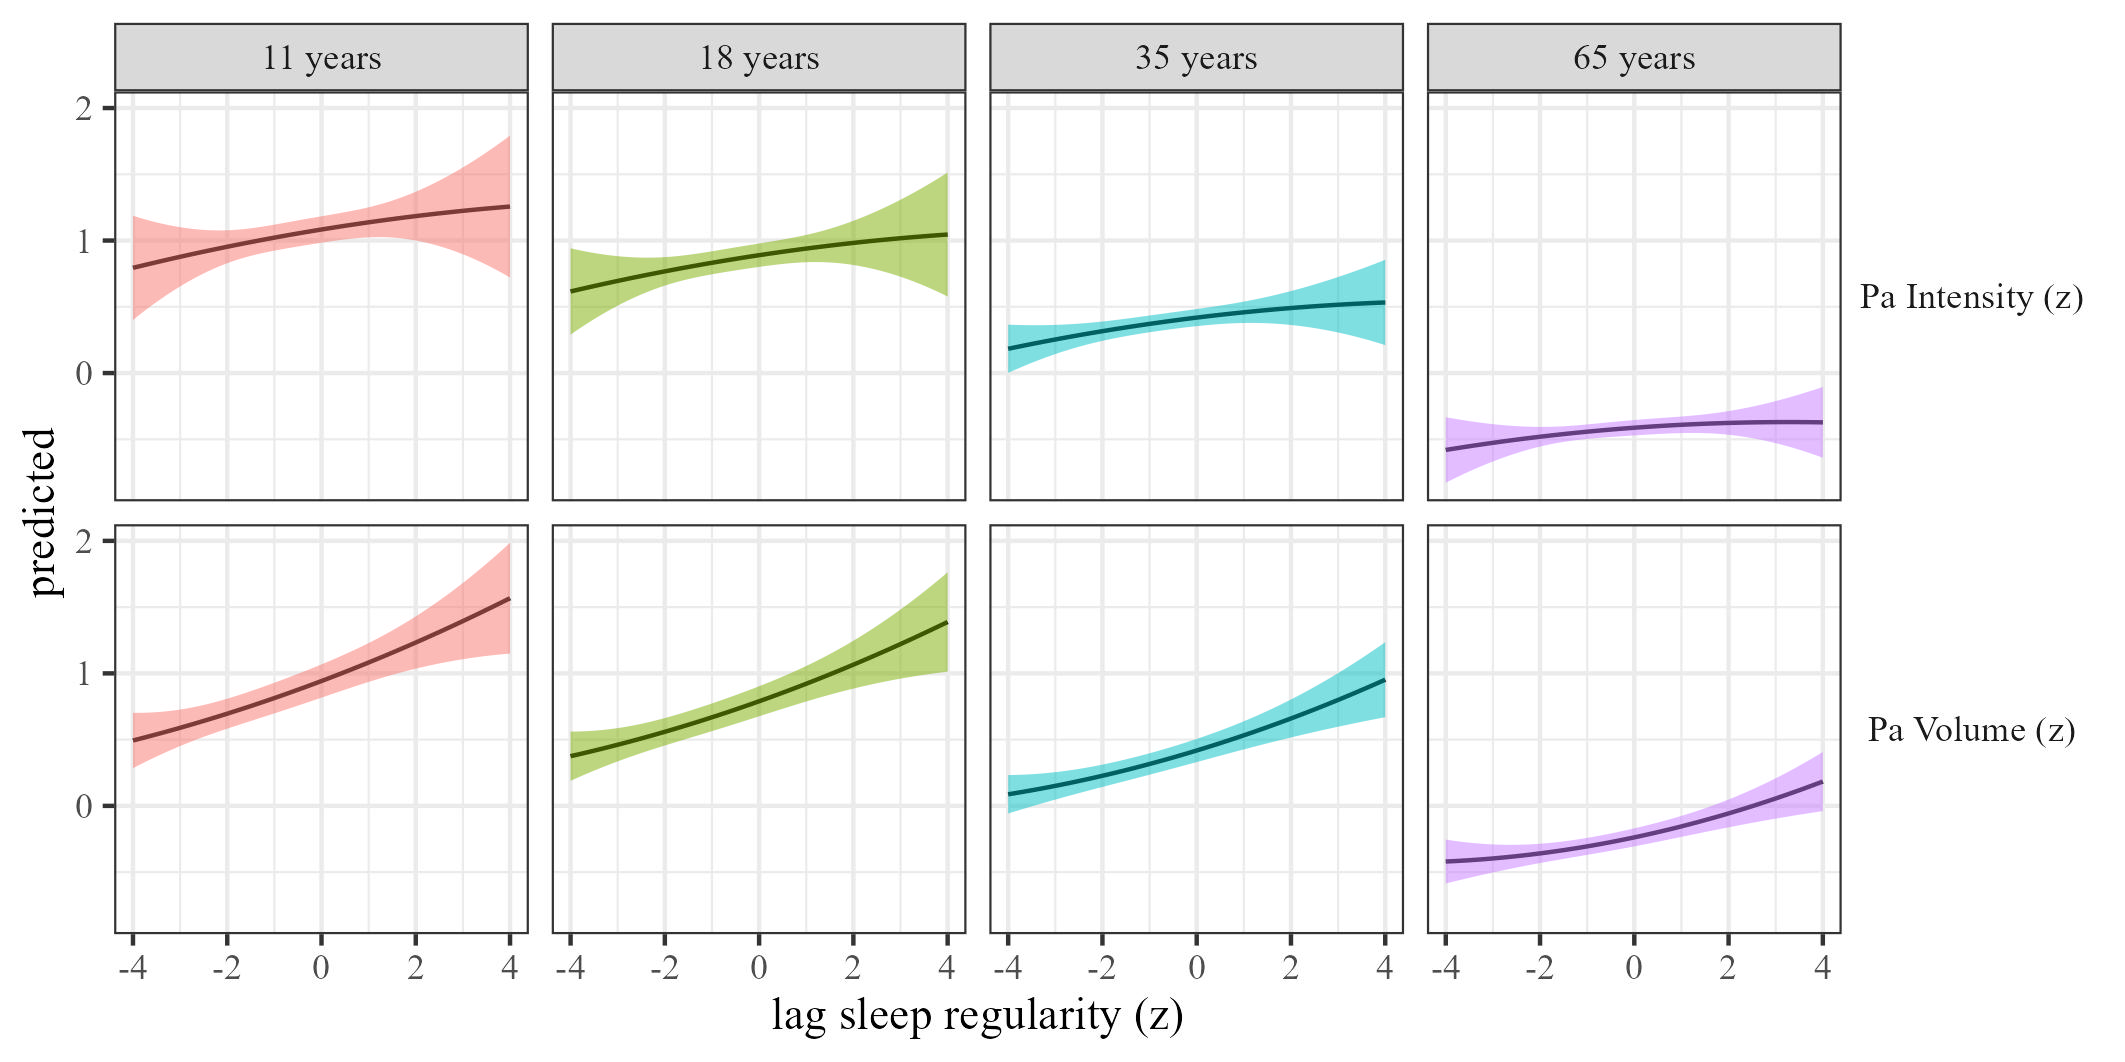 11 years
18 years
35 years
65 years
2
1
0
Pa Intensity (z)
predicted
2
1
0
Pa Volume (z)
-4 -2 0 2 4
-4 -2 0 2 4
-4 -2 0 2 4
-4 -2 0 2 4
lag sleep regularity (z)